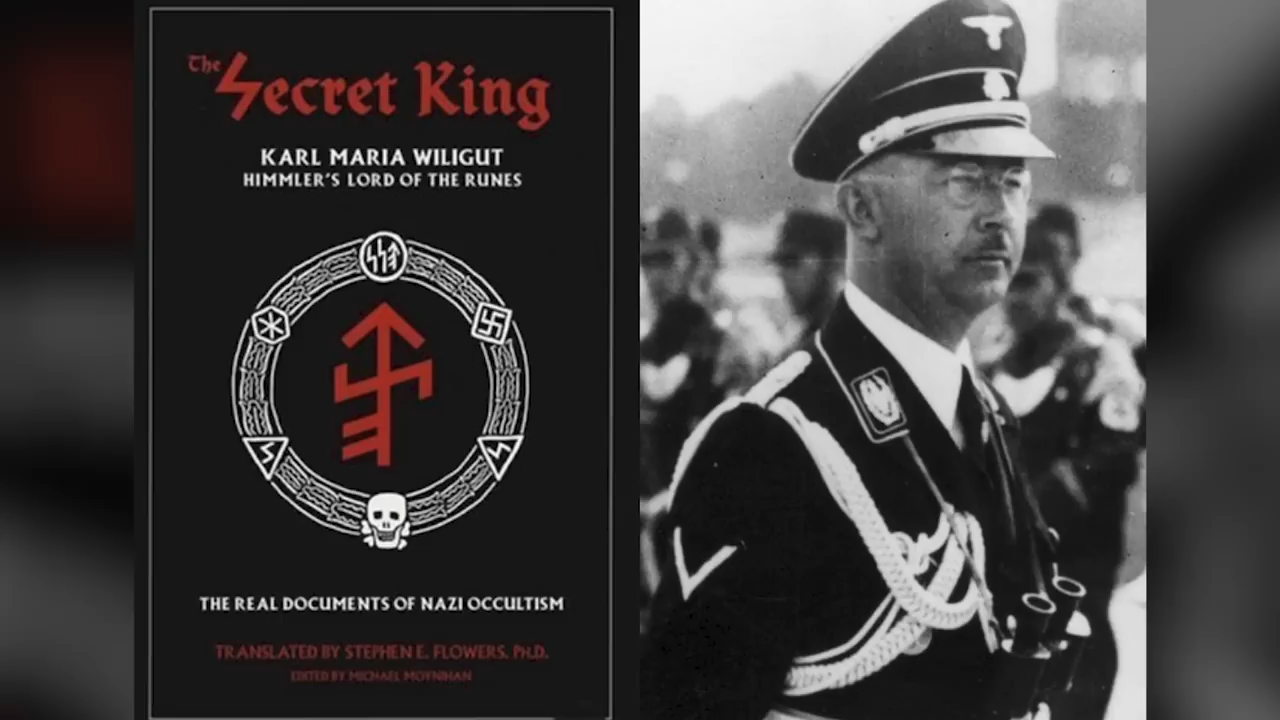 The Secret King
KARL MARIA WILIGUT
HIMMLER'S LORD OF THE RUNES
THE REAL DOCUMENTS OF NAZI OCCULTISM
TRANSLATED BY STEPHEN E. FLOWERS, PH.D.
EDITED BY MICHAEL MOYNIHAN